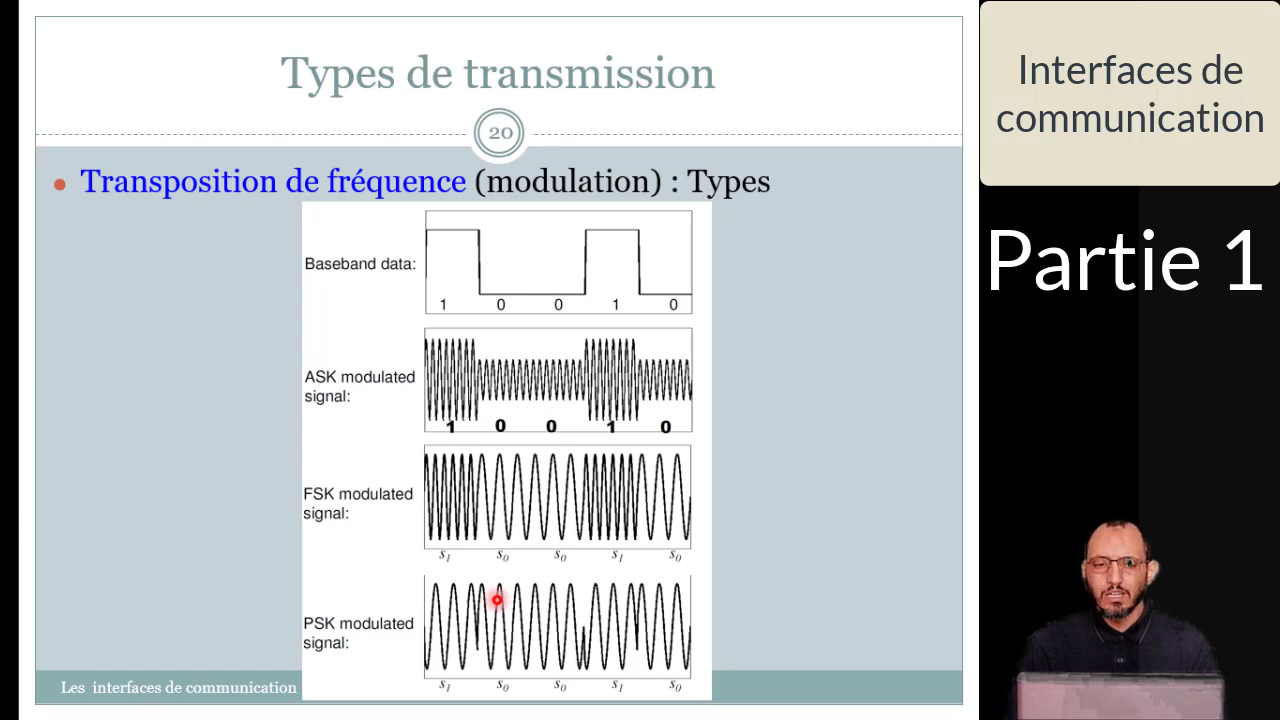 Types de transmission
20
Transposition de fréquence (modulation) : Types
Baseband data:
1 0 0 1 0
ASK modulated
signal:
1 0 0 1 0
FSK modulated
signal:
s1 s0 s0 s1 s0
PSK modulated
signal:
s1 s0 s0 s1 s0
Les interfaces de communication
Interfaces de
communication
Partie 1